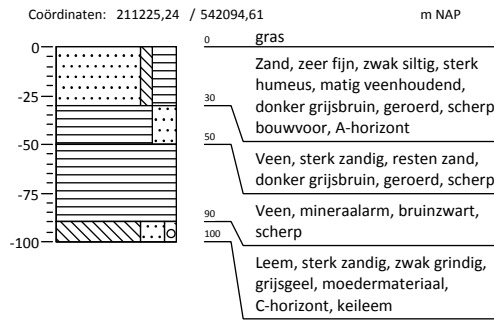 Coördinaten: 211225,24 / 542094,61 m NAP
0 0 gras
Zand, zeer fijn, zwak siltig, sterk
humeus, matig veenhoudend,
donker grijsbruin, geroerd, scherp
-25 30 bouwvoor, A-horizont
-50 50
Veen, sterk zandig, resten zand,
donker grijsbruin, geroerd, scherp
-75
90 Veen, mineraalarm, bruinzwart,
-100 100 scherp
Leem, sterk zandig, zwak grindig,
grijsgeel, moedermateriaal,
C-horizont, keileem